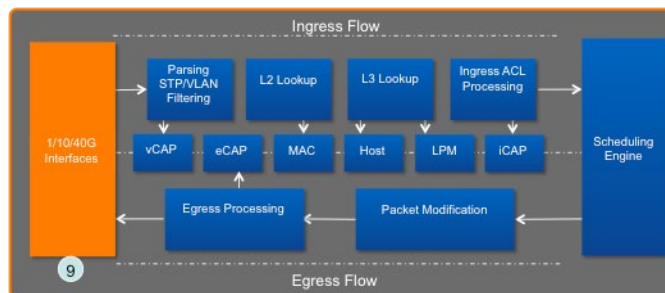 Ingress Flow
1/10/40G
Interfaces
Parsing
STP/VLAN
Filtering
L2 Lookup
L3 Lookup
Ingress ACL
Processing
Scheduling
Engine
vCAP
eCAP
MAC
Host
LPM
iCAP
Egress Processing
Packet Modification
9
Egress Flow